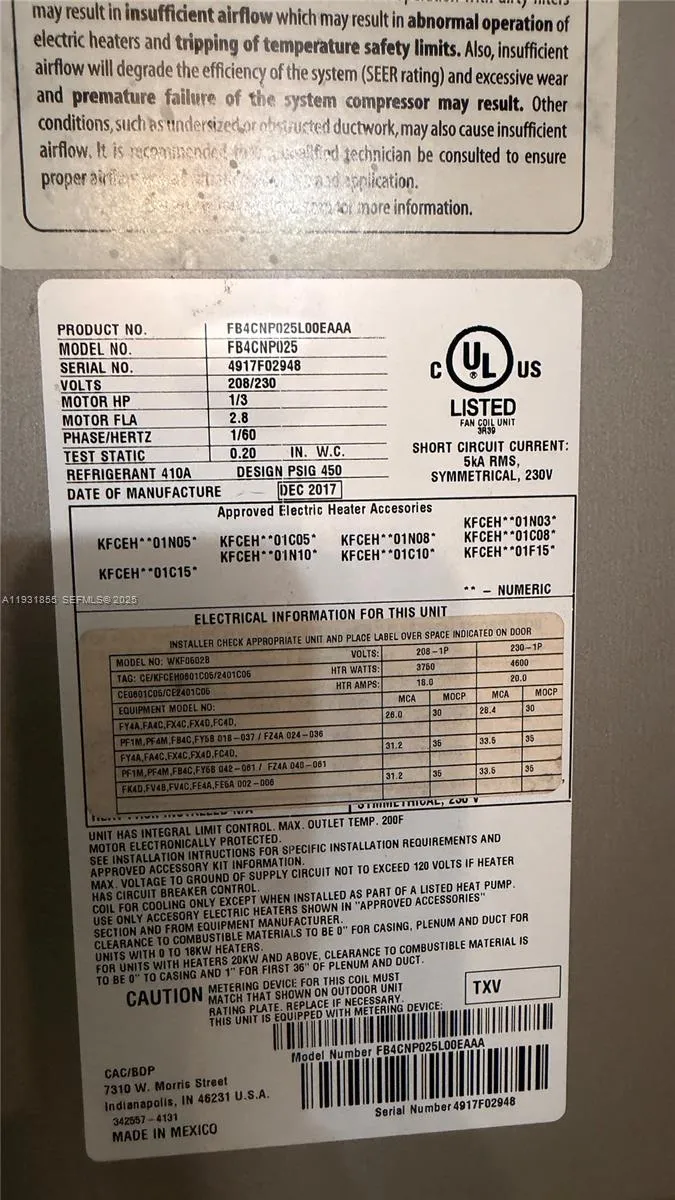 may result in insufficient airflow which may result in abnormal operation of
electric heaters and tripping of temperature safety limits. Also, insufficient
airflow will degrade the efficiency of the system (SEER rating) and excessive wear
and premature failure of the system compressor may result. Other
conditions, such as undersized or obstructed ductwork, may also cause insufficient
airflow. It is recommended qualified technician be consulted to ensure
proper and application.
for more information.
PRODUCT NO. FB4CNP025L00EAAA
MODEL NO. FB4CNP025
SERIAL NO. 4917F02948
VOLTS 208/230
MOTOR HP 1/3
MOTOR FLA 2.8
PHASE/HERTZ 1/60
TEST STATIC 0.20 IN. W.C.
REFRIGERANT 410A DESIGN PSIG 450
DATE OF MANUFACTURE DEC 2017
C UL US
®
LISTED
FAN COIL UNIT
3R39
SHORT CIRCUIT CURRENT:
5kA RMS,
SYMMETRICAL, 230V
Approved Electric Heater Accesories
KFCEH**01N05* KFCEH**01C05* KFCEH**01N08* KFCEH**01N03*
KFCEH**01N10* KFCEH**01C10* KFCEH**01C08*
KFCEH**01C15* KFCEH**01F15*
** - NUMERIC
A11931855 SEFMLS© 2025
ELECTRICAL INFORMATION FOR THIS UNIT
INSTALLER CHECK APPROPRIATE UNIT AND PLACE LABEL OVER SPACE INDICATED ON DOOR
MODEL NO: WKF0602B VOLTS: 208-1P 230-1P
TAG: CE/KFCEH0601C05/2401C05 HTR WATTS: 3760 4600
CE0601C05/CE2401C05 HTR AMPS: 18.0 20.0
EQUIPMENT MODEL NO: MCA MOCP MCA MOCP
FY4A,FA4C,FX4C,FX4D,FC4D, 26.0 30 28.4 30
PF1M,PF4M,FB4C,FY5B 018-037 / FZ4A 024-036
FY4A,FA4C,FX4C,FX4D,FC4D, 31.2 35 33.5 35
PF1M,PF4M,FB4C,FY5B 042-061 / FZ4A 048-061
FK4D,FV4B,FV4C,FE4A,FE5A 002-006 31.2 35 33.5 35
SYMMETRICAL, 230 V
UNIT HAS INTEGRAL LIMIT CONTROL. MAX. OUTLET TEMP. 200F
MOTOR ELECTRONICALLY PROTECTED.
SEE INSTALLATION INTRUCTIONS FOR SPECIFIC INSTALLATION REQUIREMENTS AND
APPROVED ACCESSORY KIT INFORMATION.
MAX. VOLTAGE TO GROUND OF SUPPLY CIRCUIT NOT TO EXCEED 120 VOLTS IF HEATER
HAS CIRCUIT BREAKER CONTROL.
COIL FOR COOLING ONLY EXCEPT WHEN INSTALLED AS PART OF A LISTED HEAT PUMP.
USE ONLY ACCESORY ELECTRIC HEATERS SHOWN IN "APPROVED ACCESSORIES"
SECTION AND FROM EQUIPMENT MANUFACTURER.
CLEARANCE TO COMBUSTIBLE MATERIALS TO BE 0" FOR CASING, PLENUM AND DUCT FOR
UNITS WITH 0 TO 18KW HEATERS.
FOR UNITS WITH HEATERS 20KW AND ABOVE, CLEARANCE TO COMBUSTIBLE MATERIAL IS
TO BE 0" TO CASING AND 1" FOR FIRST 36" OF PLENUM AND DUCT.
CAUTION METERING DEVICE FOR THIS COIL MUST
MATCH THAT SHOWN ON OUTDOOR UNIT
RATING PLATE. REPLACE IF NECESSARY.
THIS UNIT IS EQUIPPED WITH METERING DEVICE:
TXV
Model Number FB4CNP025L00EAAA
Serial Number 4917F02948
CAC/BDP
7310 W. Morris Street
Indianapolis, IN 46231 U.S.A.
342557-4131
MADE IN MEXICO